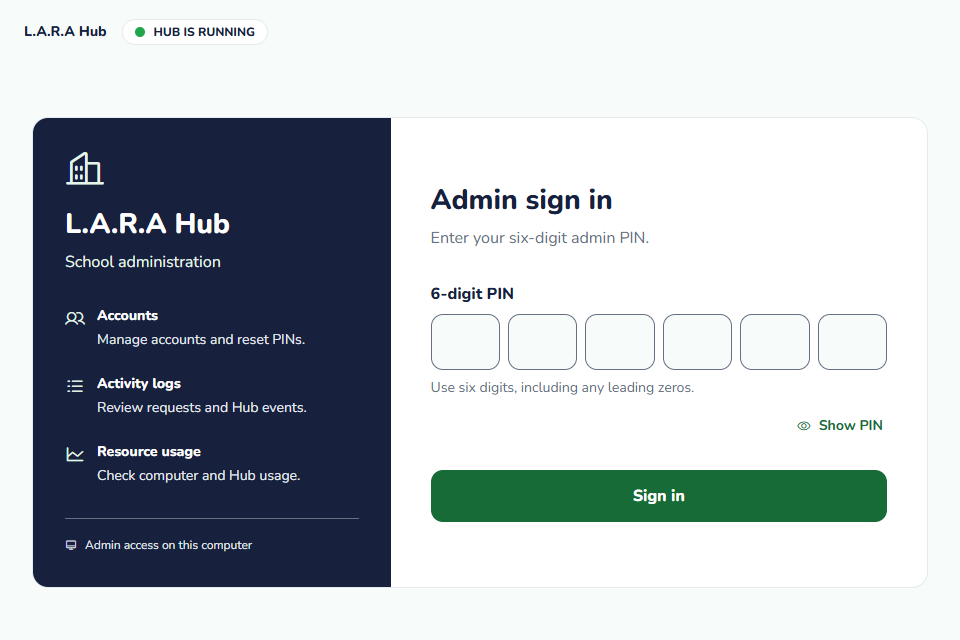 L.A.R.A Hub
HUB IS RUNNING
L.A.R.A Hub
School administration
Accounts
Manage accounts and reset PINs.
Activity logs
Review requests and Hub events.
Resource usage
Check computer and Hub usage.
Admin access on this computer
Admin sign in
Enter your six-digit admin PIN.
6-digit PIN
Use six digits, including any leading zeros.
Show PIN
Sign in